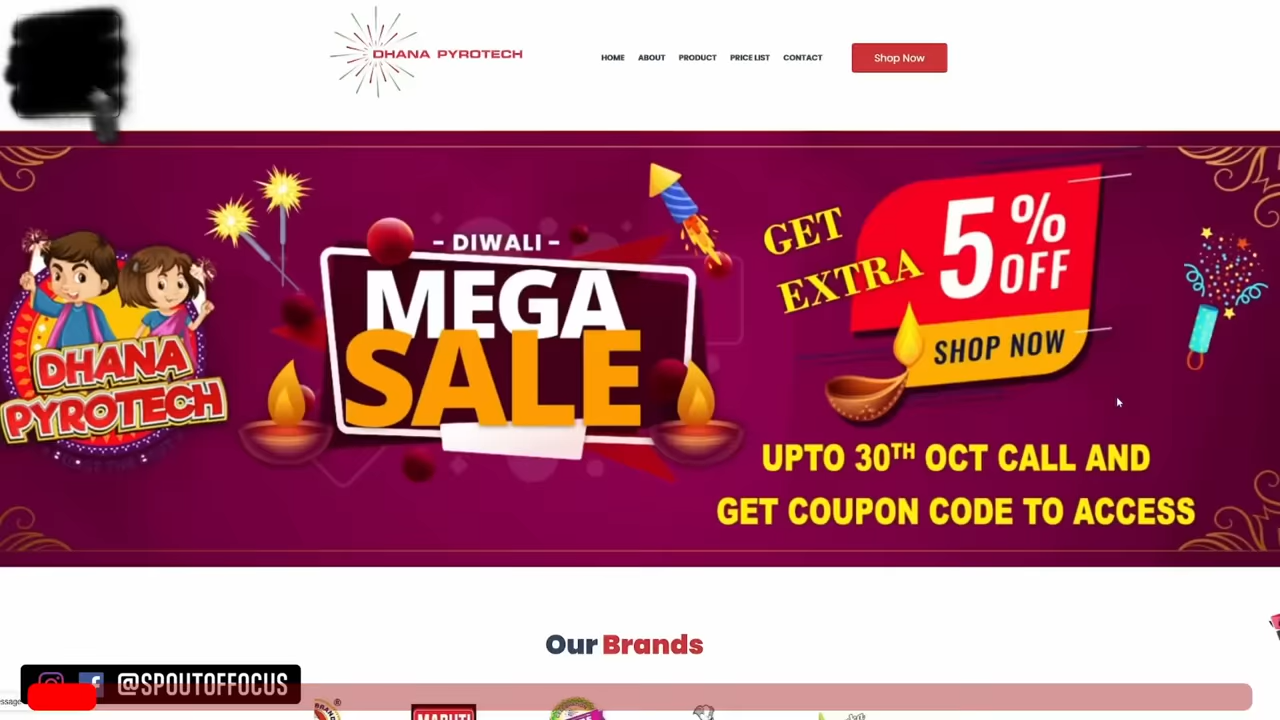 DHANA PYROTECH
HOME ABOUT PRODUCT PRICE LIST CONTACT
Shop Now
DHANA
PYROTECH
- DIWALI -
MEGA
SALE
GET
EXTRA
5% OFF
SHOP NOW
UPTO 30TH OCT CALL AND
GET COUPON CODE TO ACCESS
Our Brands
@SPOUTOFFOCUS
MARUTI